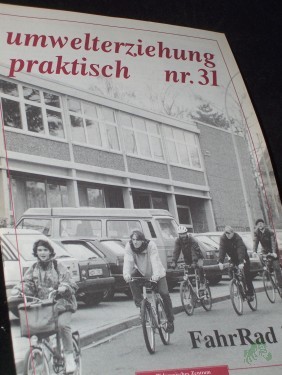 umwelterziehung
praktisch nr. 31
FahrRad